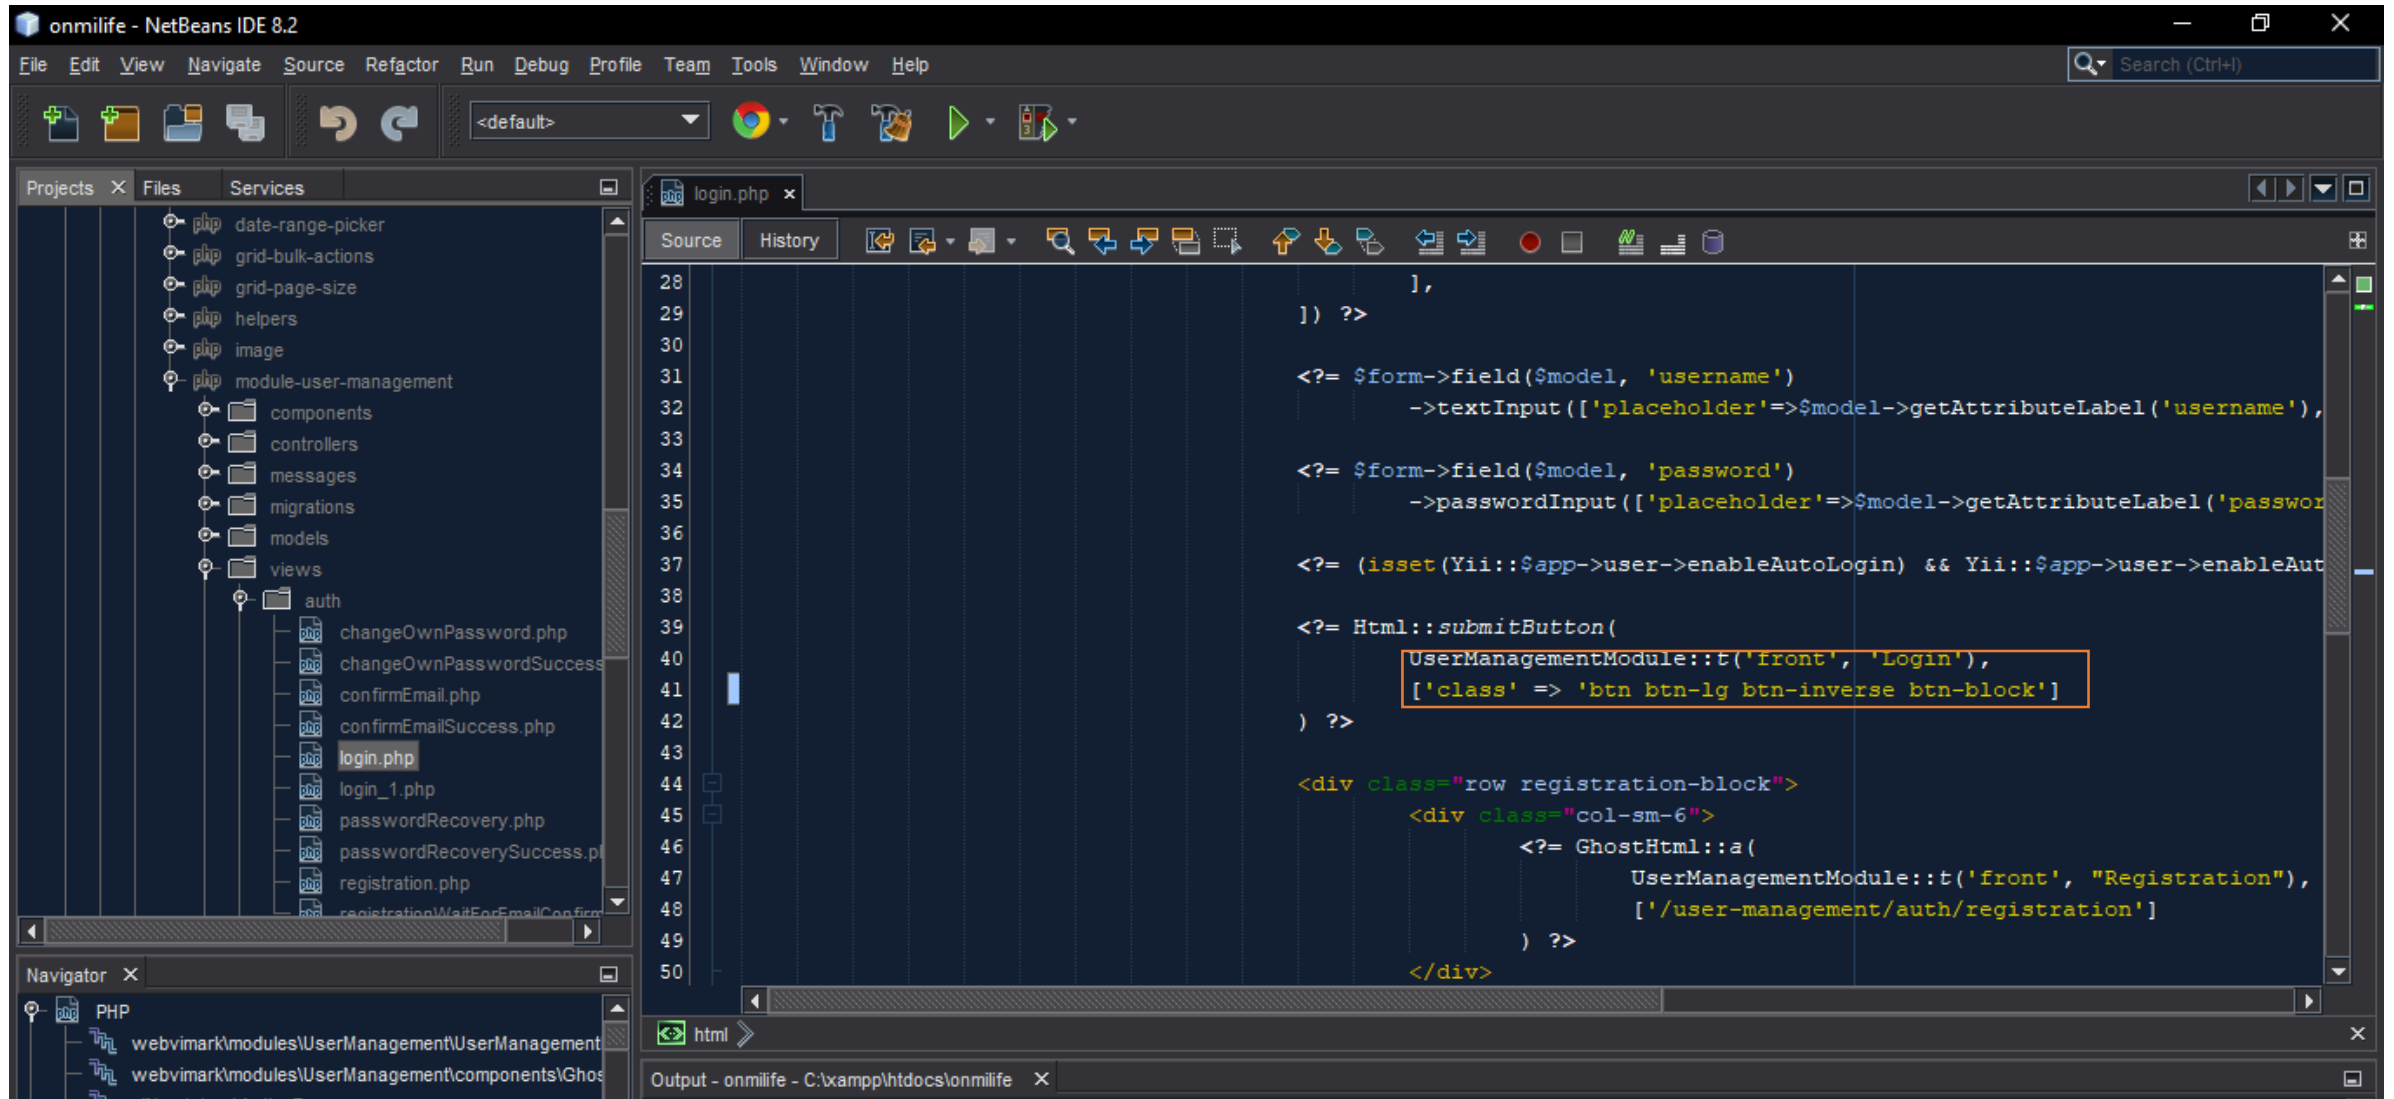 onmilife - NetBeans IDE 8.2
File Edit View Navigate Source Refactor Run Debug Profile Team Tools Window Help
Search (Ctrl+I)
<default>
Projects Files Services
date-range-picker
grid-bulk-actions
grid-page-size
helpers
image
module-user-management
components
controllers
messages
migrations
models
views
auth
changeOwnPassword.php
changeOwnPasswordSuccess
confirmEmail.php
confirmEmailSuccess.php
login.php
login_1.php
passwordRecovery.php
passwordRecoverySuccess.pl
registration.php
registrationWaitForEmailConfirm
Navigator
PHP
webvimark\modules\UserManagement\UserManagement
webvimark\modules\UserManagement\components\Ghos
login.php
Source History
28 ],
29 ]) ?>
30
31 <?= $form->field($model, 'username')
32 ->textInput(['placeholder'=>$model->getAttributeLabel('username'),
33
34 <?= $form->field($model, 'password')
35 ->passwordInput(['placeholder'=>$model->getAttributeLabel('passwor
36
37 <?= (isset(Yii::$app->user->enableAutoLogin) && Yii::$app->user->enableAut
38
39 <?= Html::submitButton(
40 UserManagementModule::t('front', 'Login'),
41 ['class' => 'btn btn-lg btn-inverse btn-block']
42 ) ?>
43
44 <div class="row registration-block">
45 <div class="col-sm-6">
46 <?= GhostHtml::a(
47 UserManagementModule::t('front', "Registration"),
48 ['/user-management/auth/registration']
49 ) ?>
50 </div>
html
Output - onmilife - C:\xampp\htdocs\onmilife